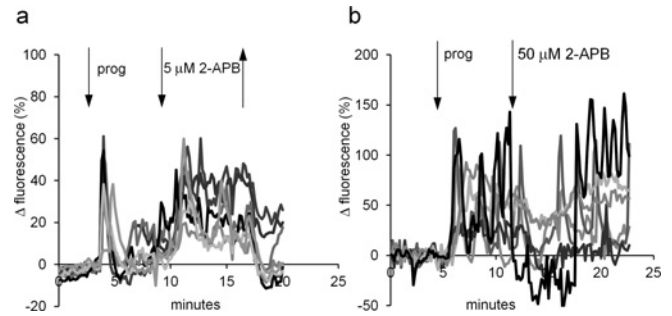 a
b
prog
5 µM 2-APB
prog
50 µM 2-APB
Δ fluorescence (%)
100
80
60
40
20
0
-20
0
5
10
15
20
25
minutes
Δ fluorescence (%)
200
150
100
50
0
-50
0
5
10
15
20
25
minutes